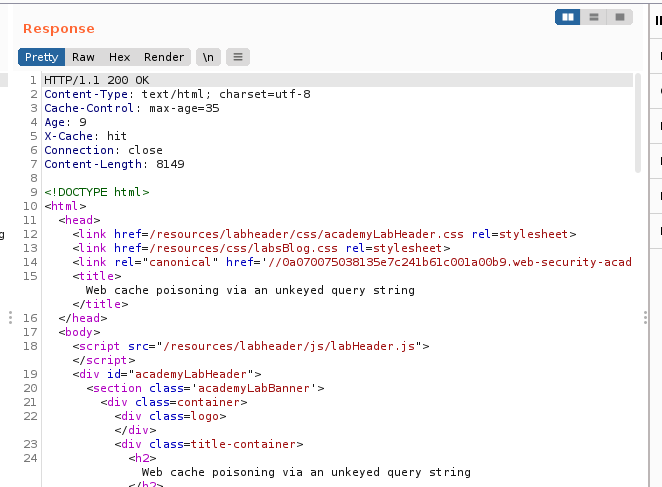 Response
Pretty Raw Hex Render \n
1 HTTP/1.1 200 OK
2 Content-Type: text/html; charset=utf-8
3 Cache-Control: max-age=35
4 Age: 9
5 X-Cache: hit
6 Connection: close
7 Content-Length: 8149
8
9 <!DOCTYPE html>
10 <html>
11 <head>
12 <link href=/resources/labheader/css/academyLabHeader.css rel=stylesheet>
13 <link href=/resources/css/labsBlog.css rel=stylesheet>
14 <link rel="canonical" href='//0a070075038135e7c241b61c001a00b9.web-security-acad
15 <title>
Web cache poisoning via an unkeyed query string
</title>
16 </head>
17 <body>
18 <script src="/resources/labheader/js/labHeader.js">
</script>
19 <div id="academyLabHeader">
20 <section class='academyLabBanner'>
21 <div class=container>
22 <div class=logo>
</div>
23 <div class=title-container>
24 <h2>
Web cache poisoning via an unkeyed query string
</h2>